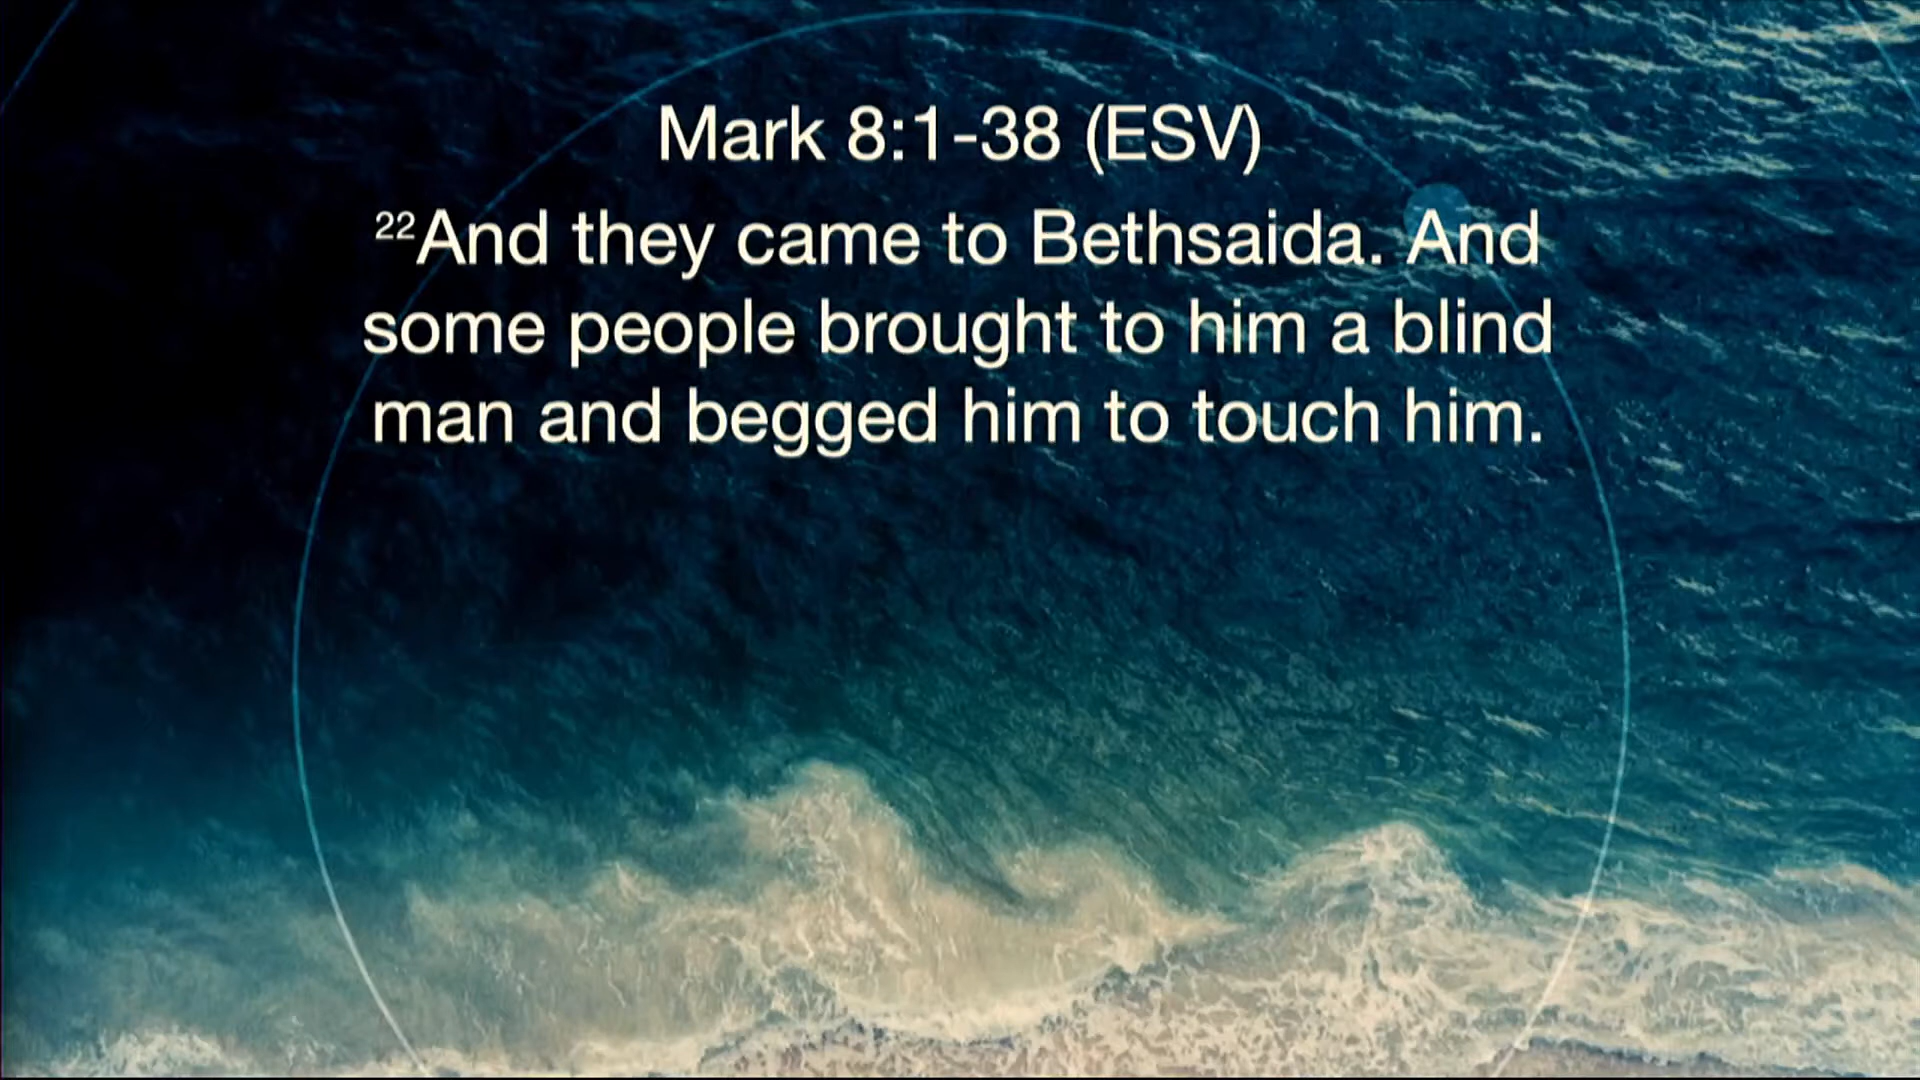 Mark 8:1-38 (ESV)
22And they came to Bethsaida. And
some people brought to him a blind
man and begged him to touch him.